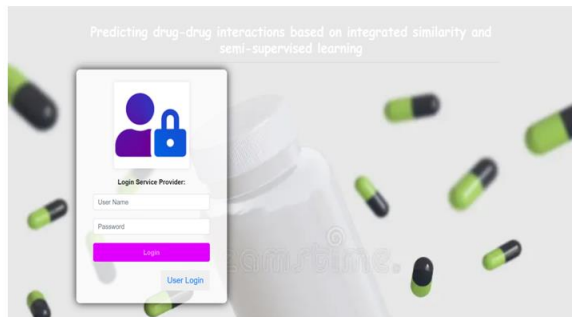 Predicting drug-drug interactions based on integrated similarity and
semi-supervised learning
Login Service Provider:
User Name
Password
Login
User Login